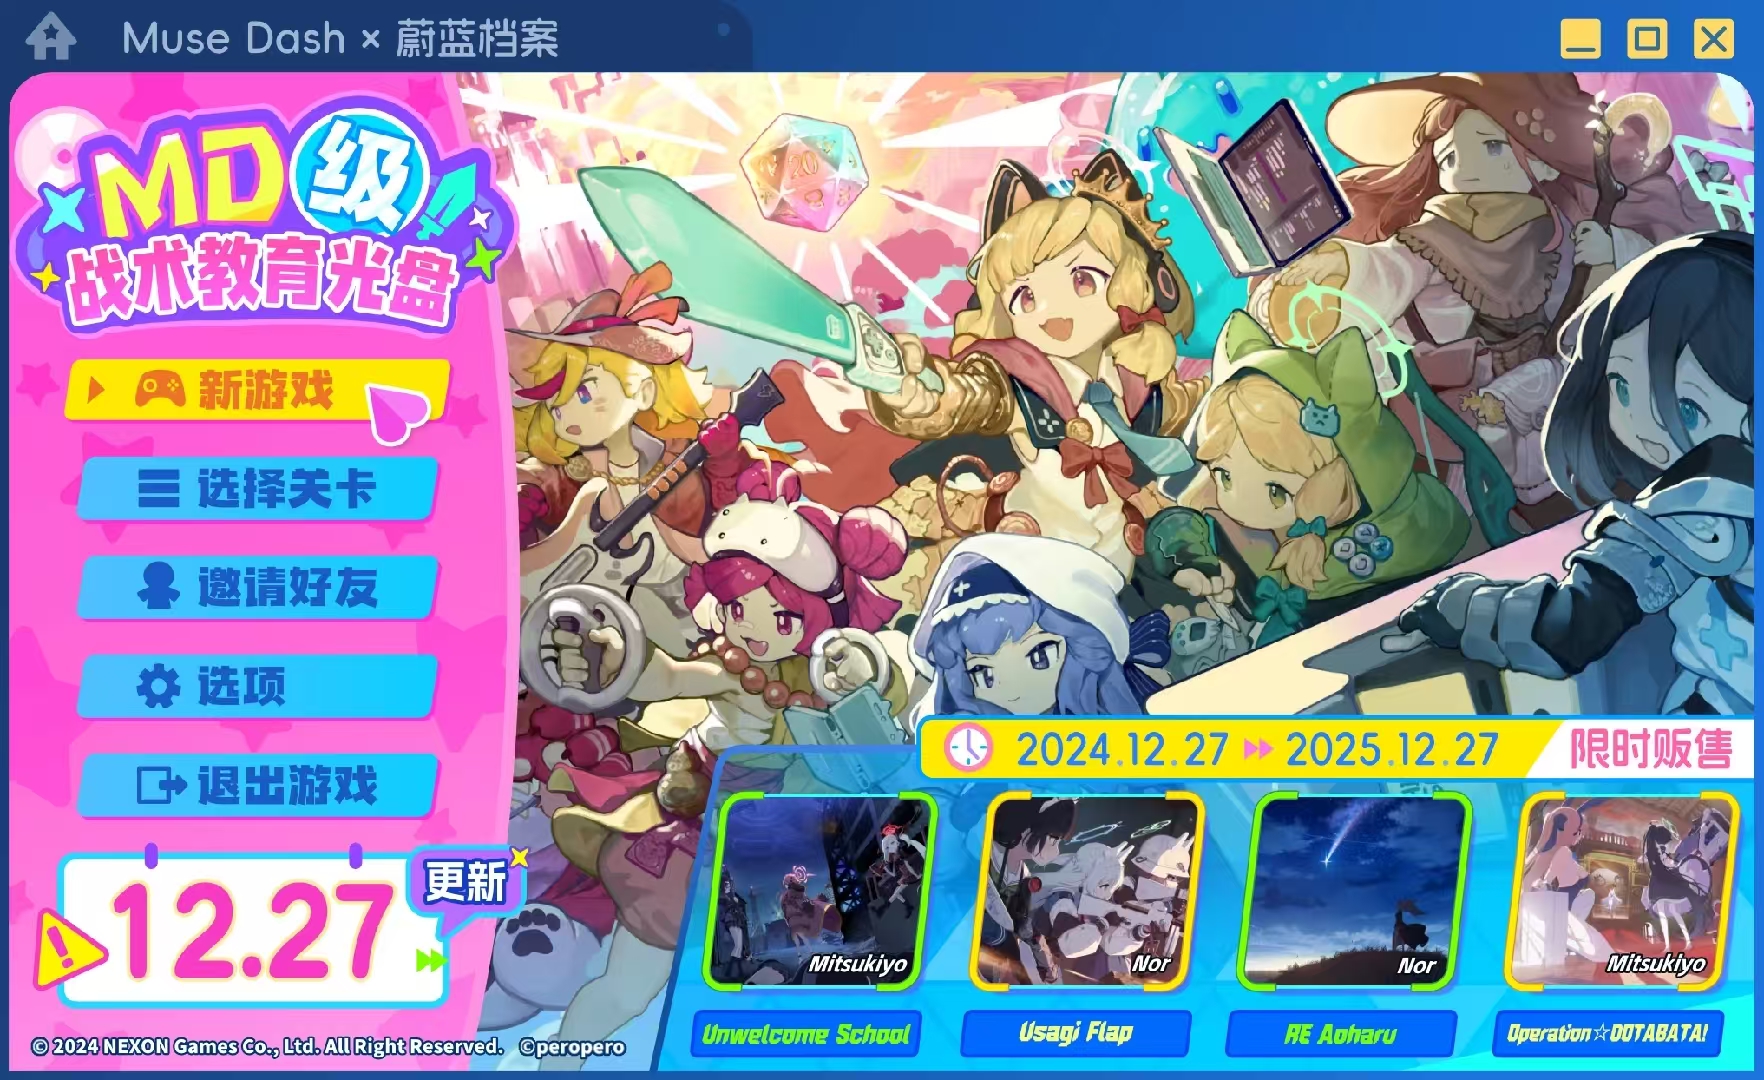 Muse Dash × 蔚蓝档案
MD级
战术教育光盘
新游戏
选择关卡
邀请好友
选项
退出游戏
12.27
更新
20
2024.12.27 2025.12.27 限时贩售
Mitsukiyo
Nor
Nor
Mitsukiyo
Unwelcome School
Usagi Flap
RE Aoharu
Operation☆DOTABATA!
© 2024 NEXON Games Co., Ltd. All Right Reserved. ©peropero